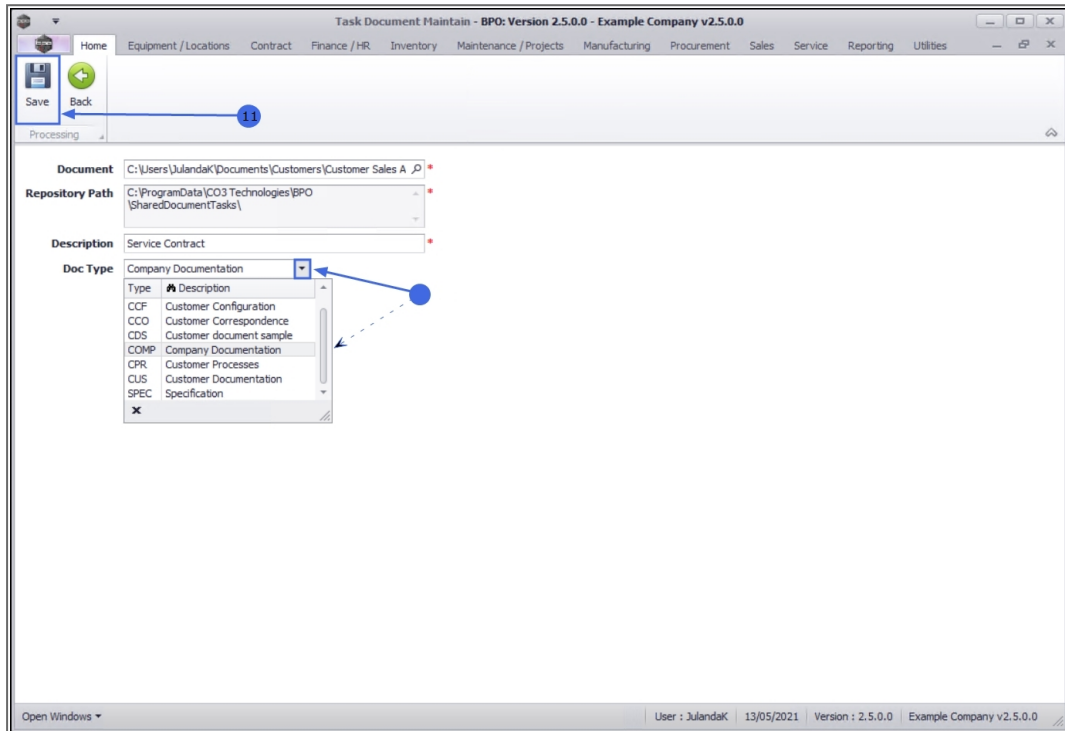 Task Document Maintain - BPO: Version 2.5.0.0 - Example Company v2.5.0.0
Home Equipment / Locations Contract Finance / HR Inventory Maintenance / Projects Manufacturing Procurement Sales Service Reporting Utilities
Save Back
11
Processing
Document C:\Users\JulandaK\Documents\Customers\Customer Sales A *
Repository Path C:\ProgramData\CO3 Technologies\BPO *
\SharedDocumentTasks\
Description Service Contract *
Doc Type Company Documentation
Type Description
CCF Customer Configuration
CCO Customer Correspondence
CDS Customer document sample
COMP Company Documentation
CPR Customer Processes
CUS Customer Documentation
SPEC Specification
Open Windows User : JulandaK 13/05/2021 Version : 2.5.0.0 Example Company v2.5.0.0